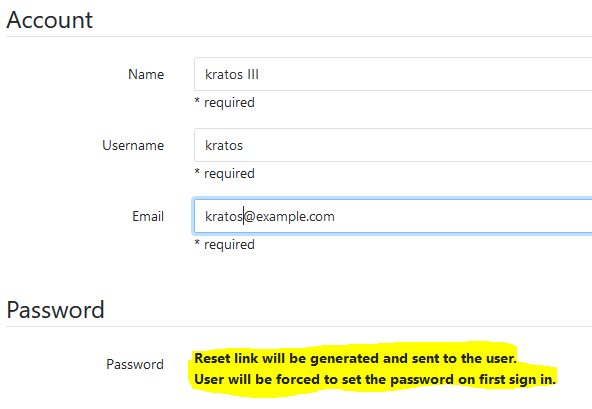 Account
Name
kratos III
* required
Username
kratos
* required
Email
kratos@example.com
* required
Password
Password
Reset link will be generated and sent to the user.
User will be forced to set the password on first sign in.